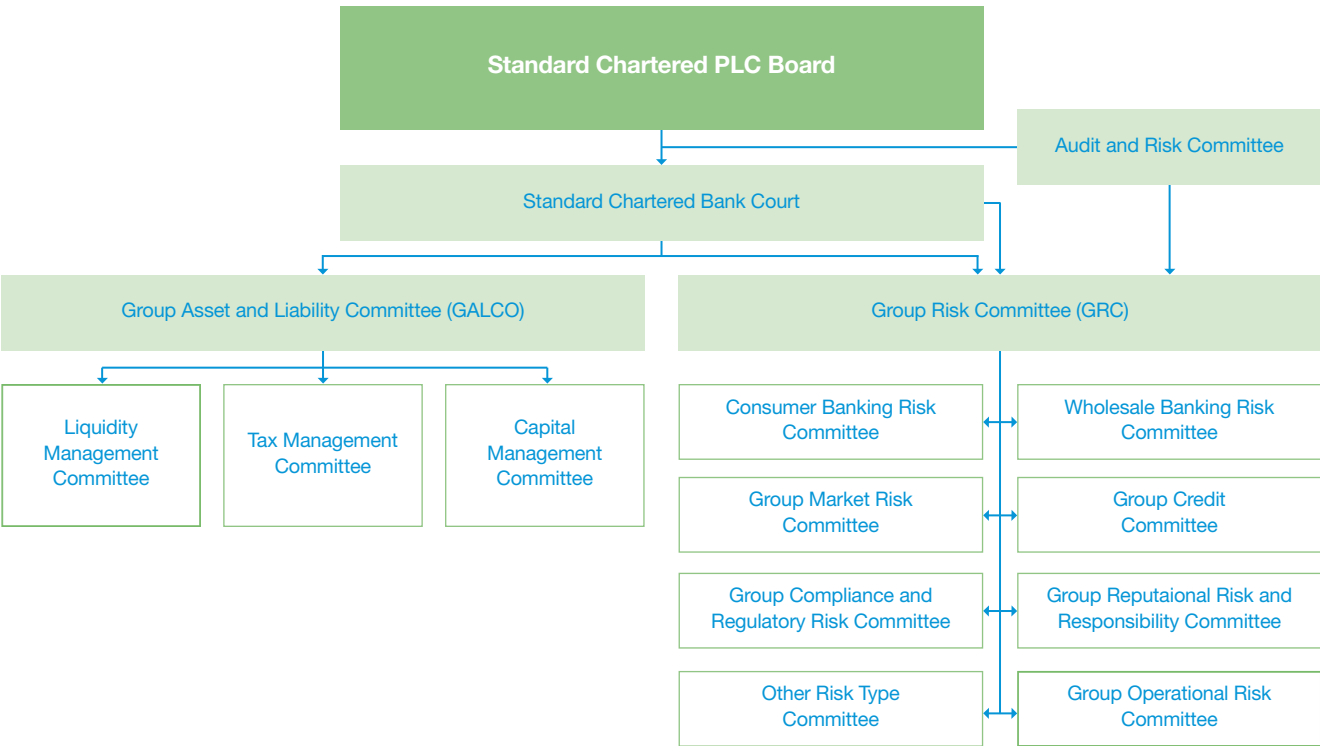 Standard Chartered PLC Board
Audit and Risk Committee
Standard Chartered Bank Court
Group Asset and Liability Committee (GALCO)
Group Risk Committee (GRC)
Liquidity
Management
Committee
Tax Management
Committee
Capital
Management
Committee
Consumer Banking Risk
Committee
Wholesale Banking Risk
Committee
Group Market Risk
Committee
Group Credit
Committee
Group Compliance and
Regulatory Risk Committee
Group Reputaional Risk and
Responsibility Committee
Other Risk Type
Committee
Group Operational Risk
Committee